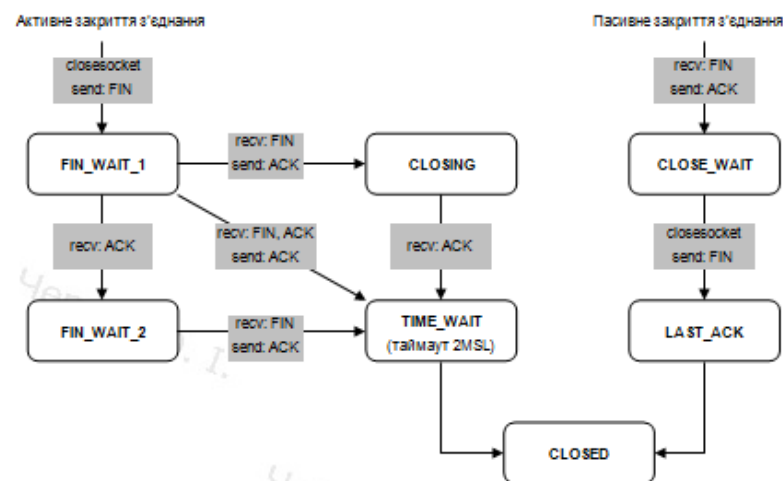 Активне закриття з'єднання
Пасивне закриття з'єднання
closesocket
send: FIN
recv: FIN
send: ACK
FIN_WAIT_1
recv: FIN
send: ACK
CLOSING
CLOSE_WAIT
recv: ACK
recv: FIN, ACK
send: ACK
recv: ACK
closesocket
send: FIN
FIN_WAIT_2
recv: FIN
send: ACK
TIME_WAIT
(таймаут 2MSL)
LAST_ACK
CLOSED